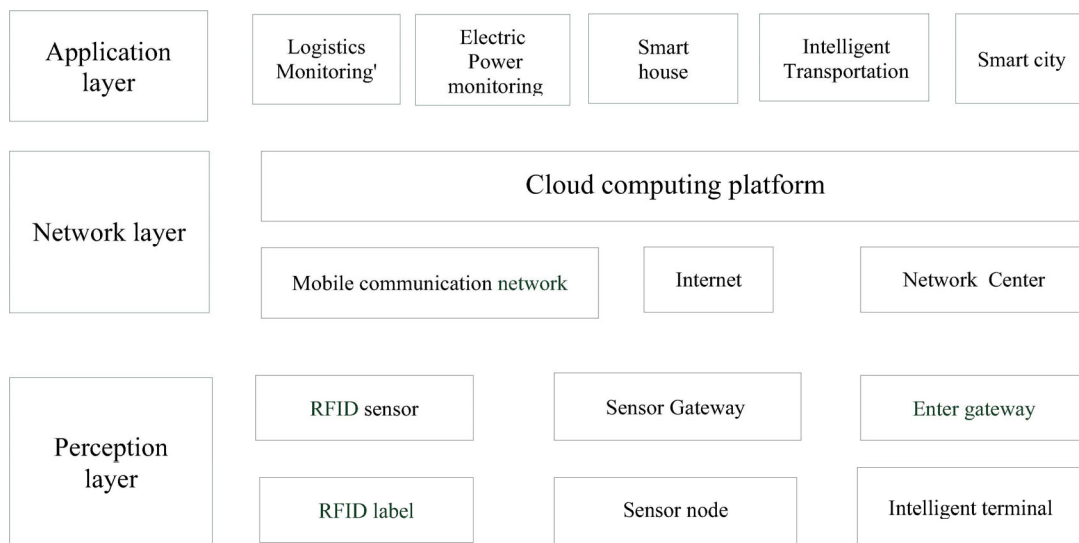 Application
layer
Logistics
Monitoring'
Electric
Power
monitoring
Smart
house
Intelligent
Transportation
Smart city
Network layer
Cloud computing platform
Mobile communication network
Internet
Network Center
Perception
layer
RFID sensor
Sensor Gateway
Enter gateway
RFID label
Sensor node
Intelligent terminal